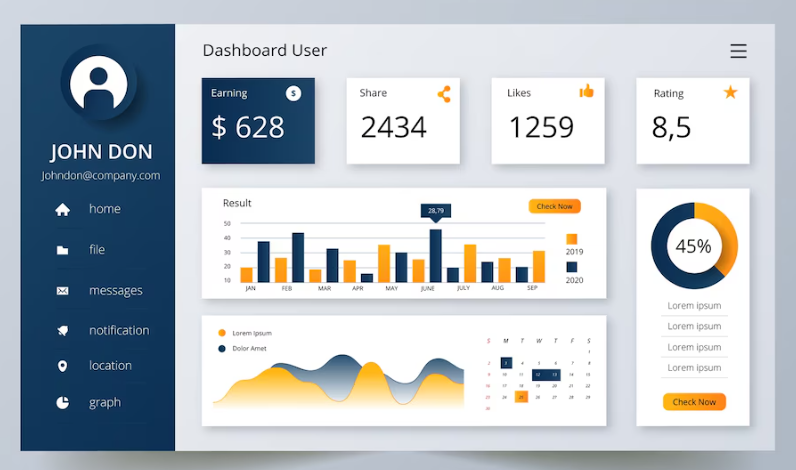 JOHN DON
Johndon@company.com
home
file
messages
notification
location
graph
Dashboard User
Earning
$
$ 628
Share
2434
Likes
1259
Rating
8,5
Result
Check Now
28,79
50
40
30
20
10
JAN FEB MAR APR MAY JUNE JULY AUG SEP
2019
2020
45%
Lorem ipsum
Lorem ipsum
Lorem ipsum
Lorem ipsum
Check Now
Lorem Ipsum
Dolor Amet
S M T W T F S
1
2 3 4 5 6 7 8
9 10 11 12 13 14 15
16 17 18 19 20 21 22
23 24 25 26 27 28 29
30